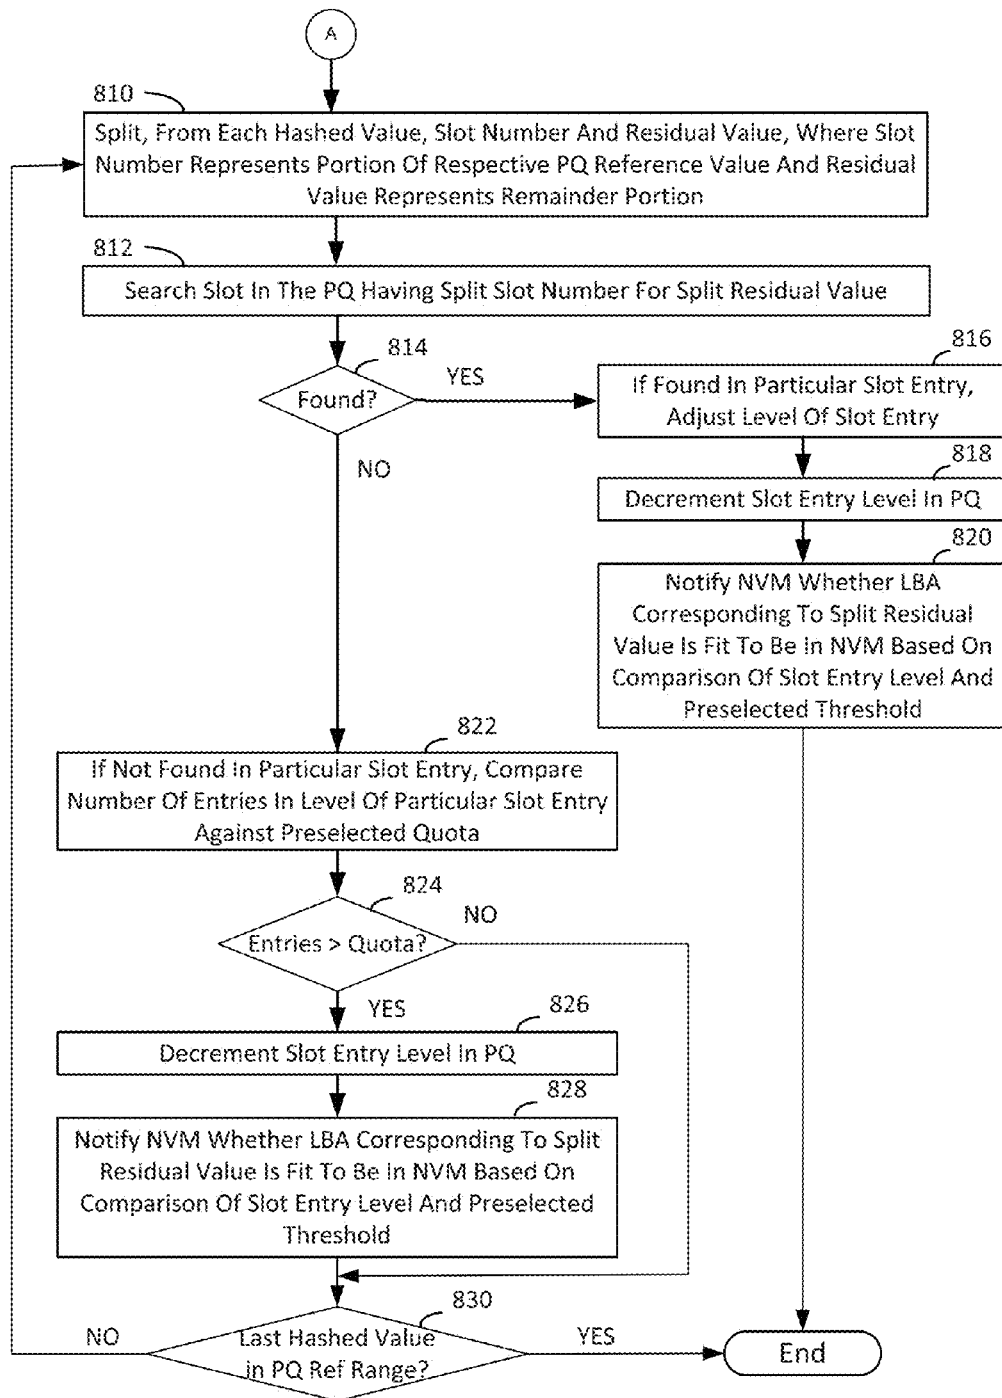 A
810
Split, From Each Hashed Value, Slot Number And Residual Value, Where Slot
Number Represents Portion Of Respective PQ Reference Value And Residual
Value Represents Remainder Portion
812
Search Slot In The PQ Having Split Slot Number For Split Residual Value
814
Found?
YES
NO
816
If Found In Particular Slot Entry,
Adjust Level Of Slot Entry
818
Decrement Slot Entry Level In PQ
820
Notify NVM Whether LBA
Corresponding To Split Residual
Value Is Fit To Be In NVM Based On
Comparison Of Slot Entry Level And
Preselected Threshold
822
If Not Found In Particular Slot Entry, Compare
Number Of Entries In Level Of Particular Slot Entry
Against Preselected Quota
824
Entries > Quota?
NO
YES
826
Decrement Slot Entry Level In PQ
828
Notify NVM Whether LBA Corresponding To Split
Residual Value Is Fit To Be In NVM Based On
Comparison Of Slot Entry Level And Preselected
Threshold
830
NO
Last Hashed Value
in PQ Ref Range?
YES
End